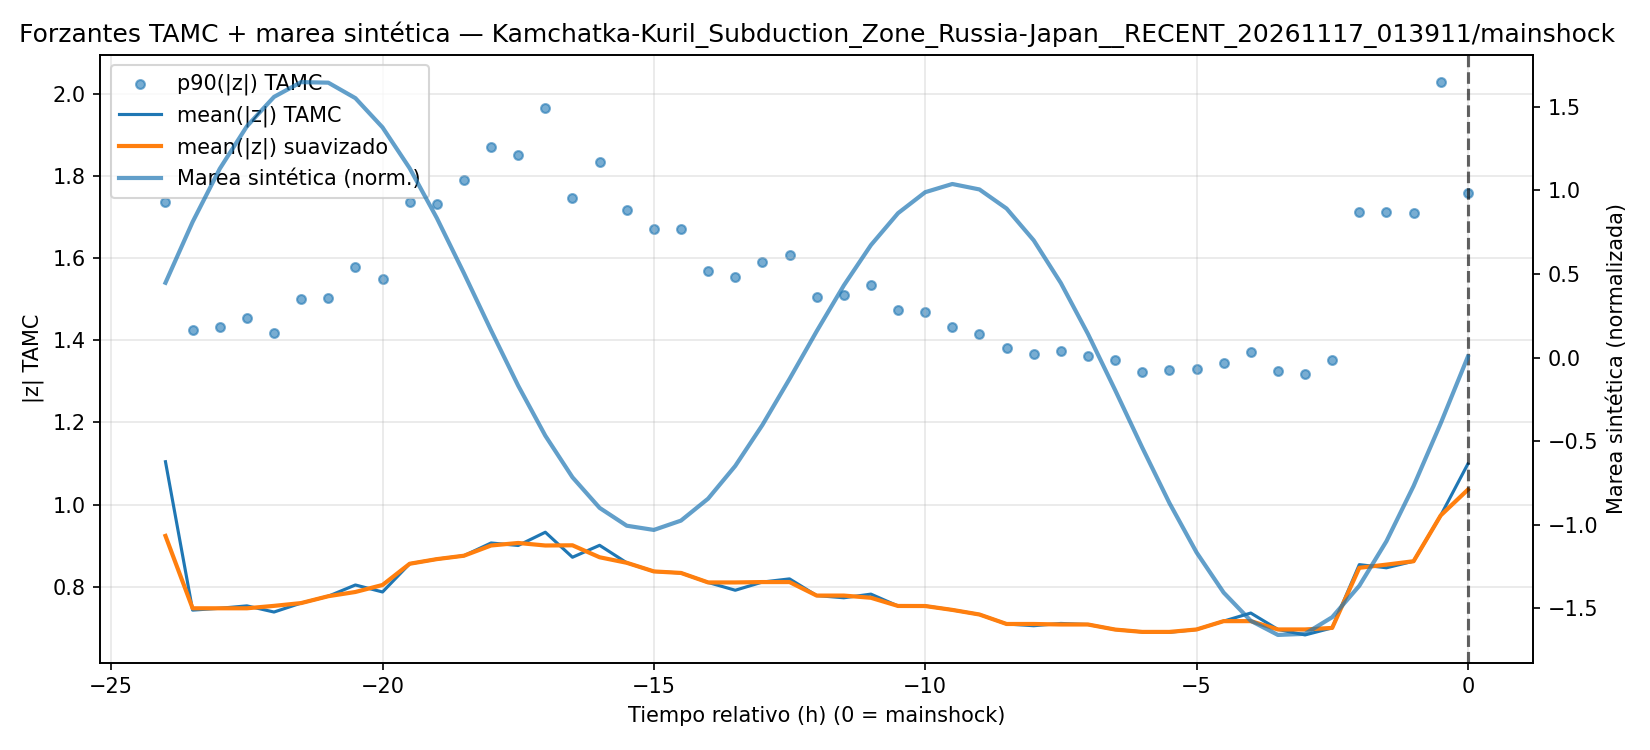 Forzantes TAMC + marea sintética — Kamchatka-Kuril_Subduction_Zone_Russia-Japan__RECENT_20261117_013911/mainshock
p90(|z|) TAMC
mean(|z|) TAMC
mean(|z|) suavizado
Marea sintética (norm.)
|z| TAMC
2.0
1.8
1.6
1.4
1.2
1.0
0.8
Marea sintética (normalizada)
1.5
1.0
0.5
0.0
−0.5
−1.0
−1.5
−25
−20
−15
−10
−5
0
Tiempo relativo (h) (0 = mainshock)